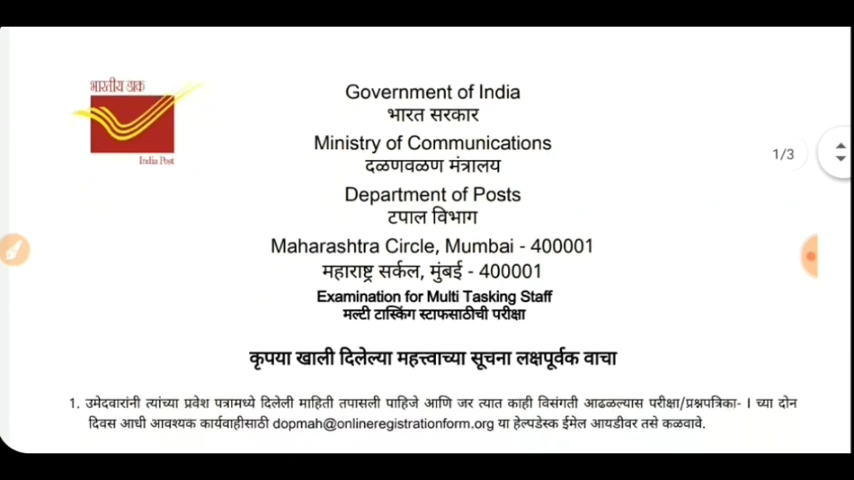 भारतीय डाक
India Post
Government of India
भारत सरकार
Ministry of Communications
दळणवळण मंत्रालय
Department of Posts
टपाल विभाग
Maharashtra Circle, Mumbai - 400001
महाराष्ट्र सर्कल, मुंबई - 400001
Examination for Multi Tasking Staff
मल्टी टास्किंग स्टाफसाठीची परीक्षा
1/3
कृपया खाली दिलेल्या महत्त्वाच्या सूचना लक्षपूर्वक वाचा
1. उमेदवारांनी त्यांच्या प्रवेश पत्रामध्ये दिलेली माहिती तपासली पाहिजे आणि जर त्यात काही विसंगती आढळल्यास परीक्षा/प्रश्नपत्रिका- I च्या दोन
दिवस आधी आवश्यक कार्यवाहीसाठी dopmah@onlineregistrationform.org या हेल्पडेस्क ईमेल आयडीवर तसे कळवावे.